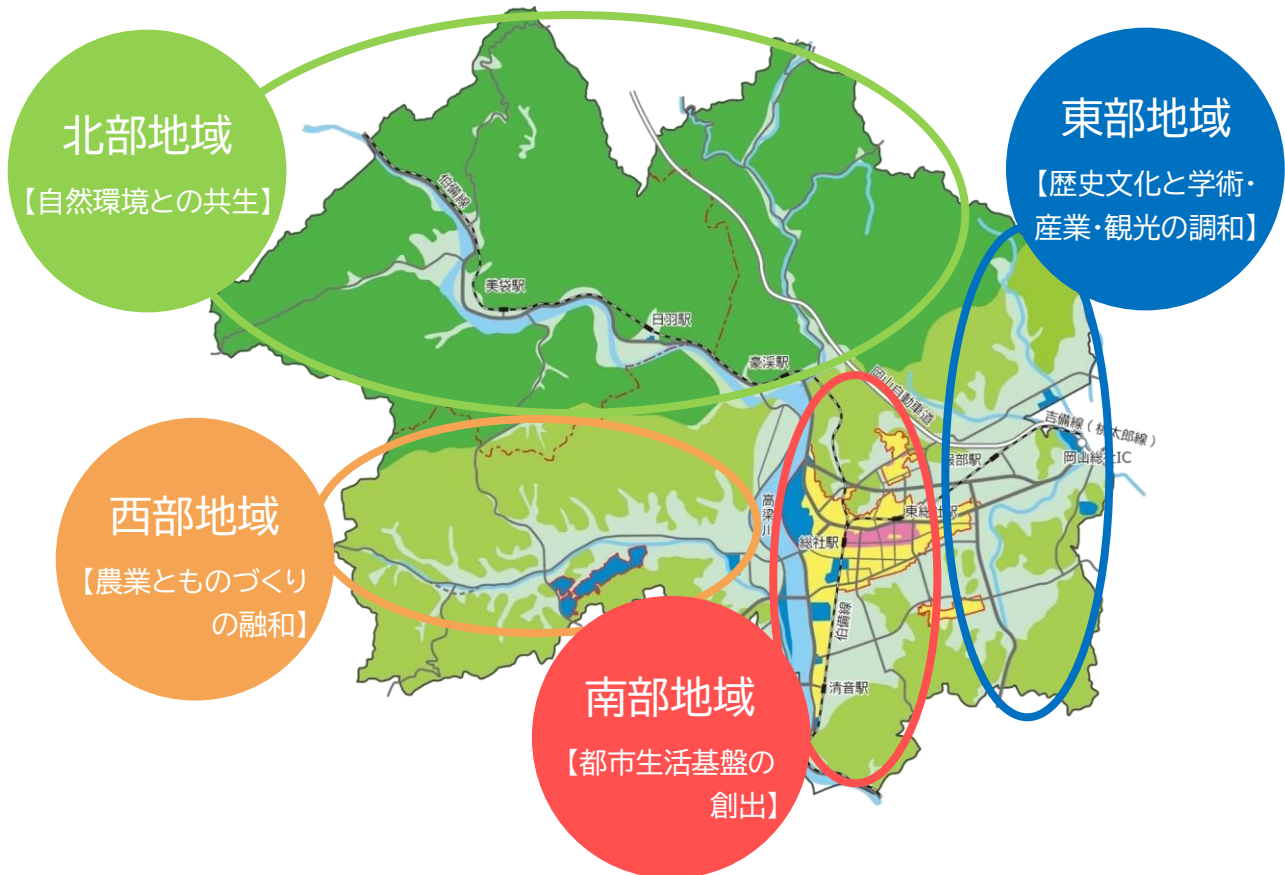 北部地域
【自然環境との共生】
東部地域
【歴史文化と学術・
産業・観光の調和】
伯備線
美袋駅
日羽駅
豪渓駅
岡山自動車道
吉備線(桃太郎線)
服部駅
岡山総社IC
西部地域
【農業とものづくり
の融和】
高梁川
東総社駅
総社駅
伯備線
清音駅
南部地域
【都市生活基盤の
創出】